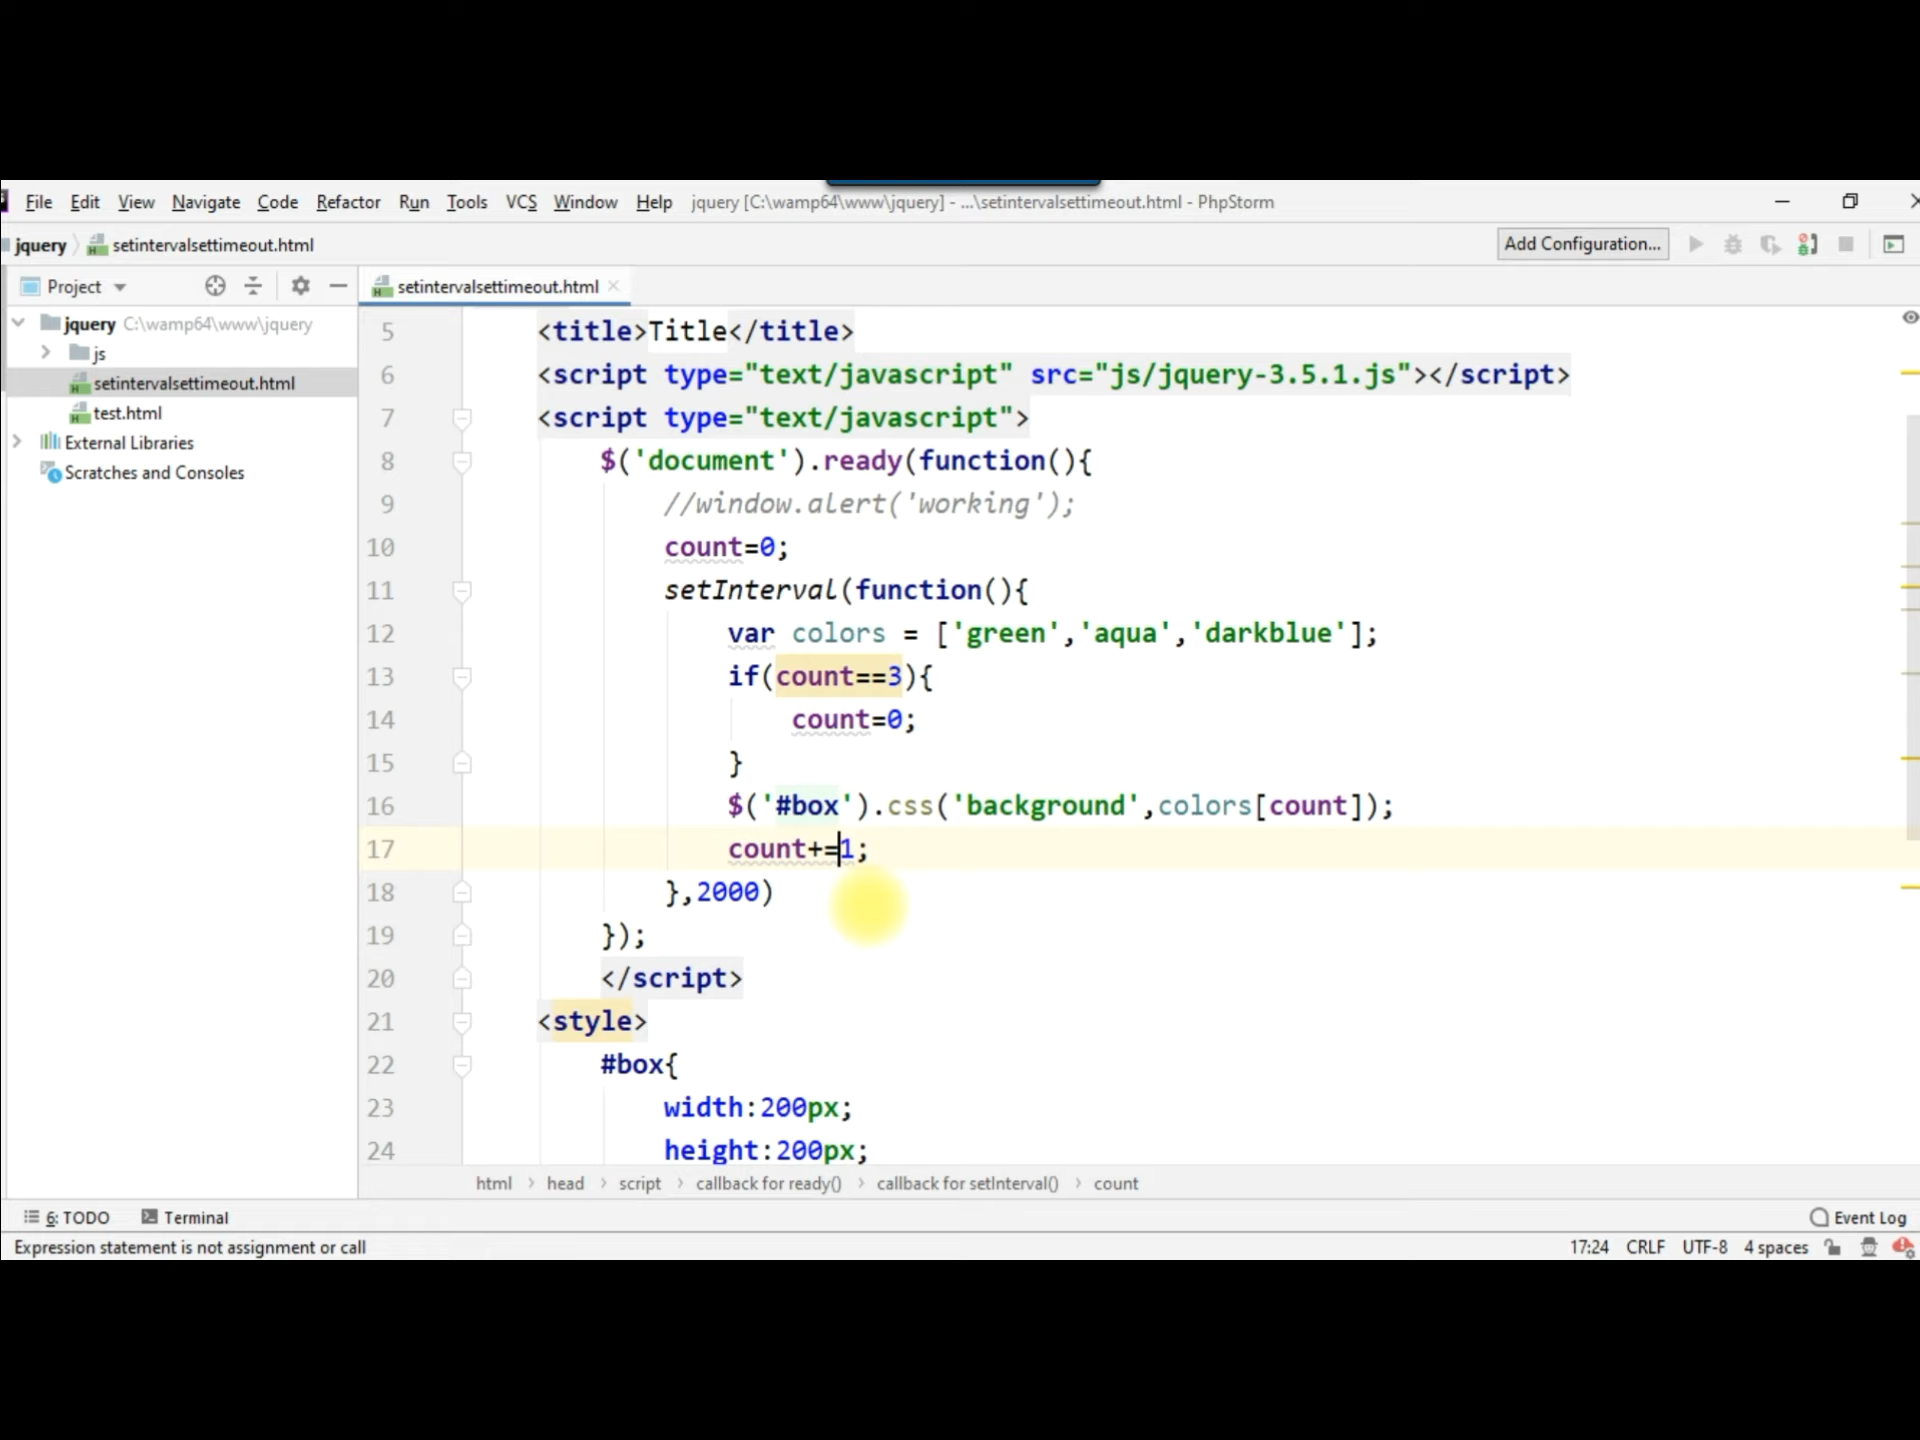 File Edit View Navigate Code Refactor Run Tools VCS Window Help jquery [C:\wamp64\www\jquery] - ...\setintervalsettimeout.html - PhpStorm
jquery setintervalsettimeout.html Add Configuration...
Project setintervalsettimeout.html
jquery C:\wamp64\www\jquery
js
setintervalsettimeout.html
test.html
External Libraries
Scratches and Consoles
5 <title>Title</title>
6 <script type="text/javascript" src="js/jquery-3.5.1.js"></script>
7 <script type="text/javascript">
8 $('document').ready(function(){
9 //window.alert('working');
10 count=0;
11 setInterval(function(){
12 var colors = ['green','aqua','darkblue'];
13 if(count==3){
14 count=0;
15 }
16 $('#box').css('background',colors[count]);
17 count+=1;
18 },2000)
19 });
20 </script>
21 <style>
22 #box{
23 width:200px;
24 height:200px;
html › head › script › callback for ready() › callback for setInterval() › count
6: TODO Terminal Event Log
Expression statement is not assignment or call 17:24 CRLF UTF-8 4 spaces